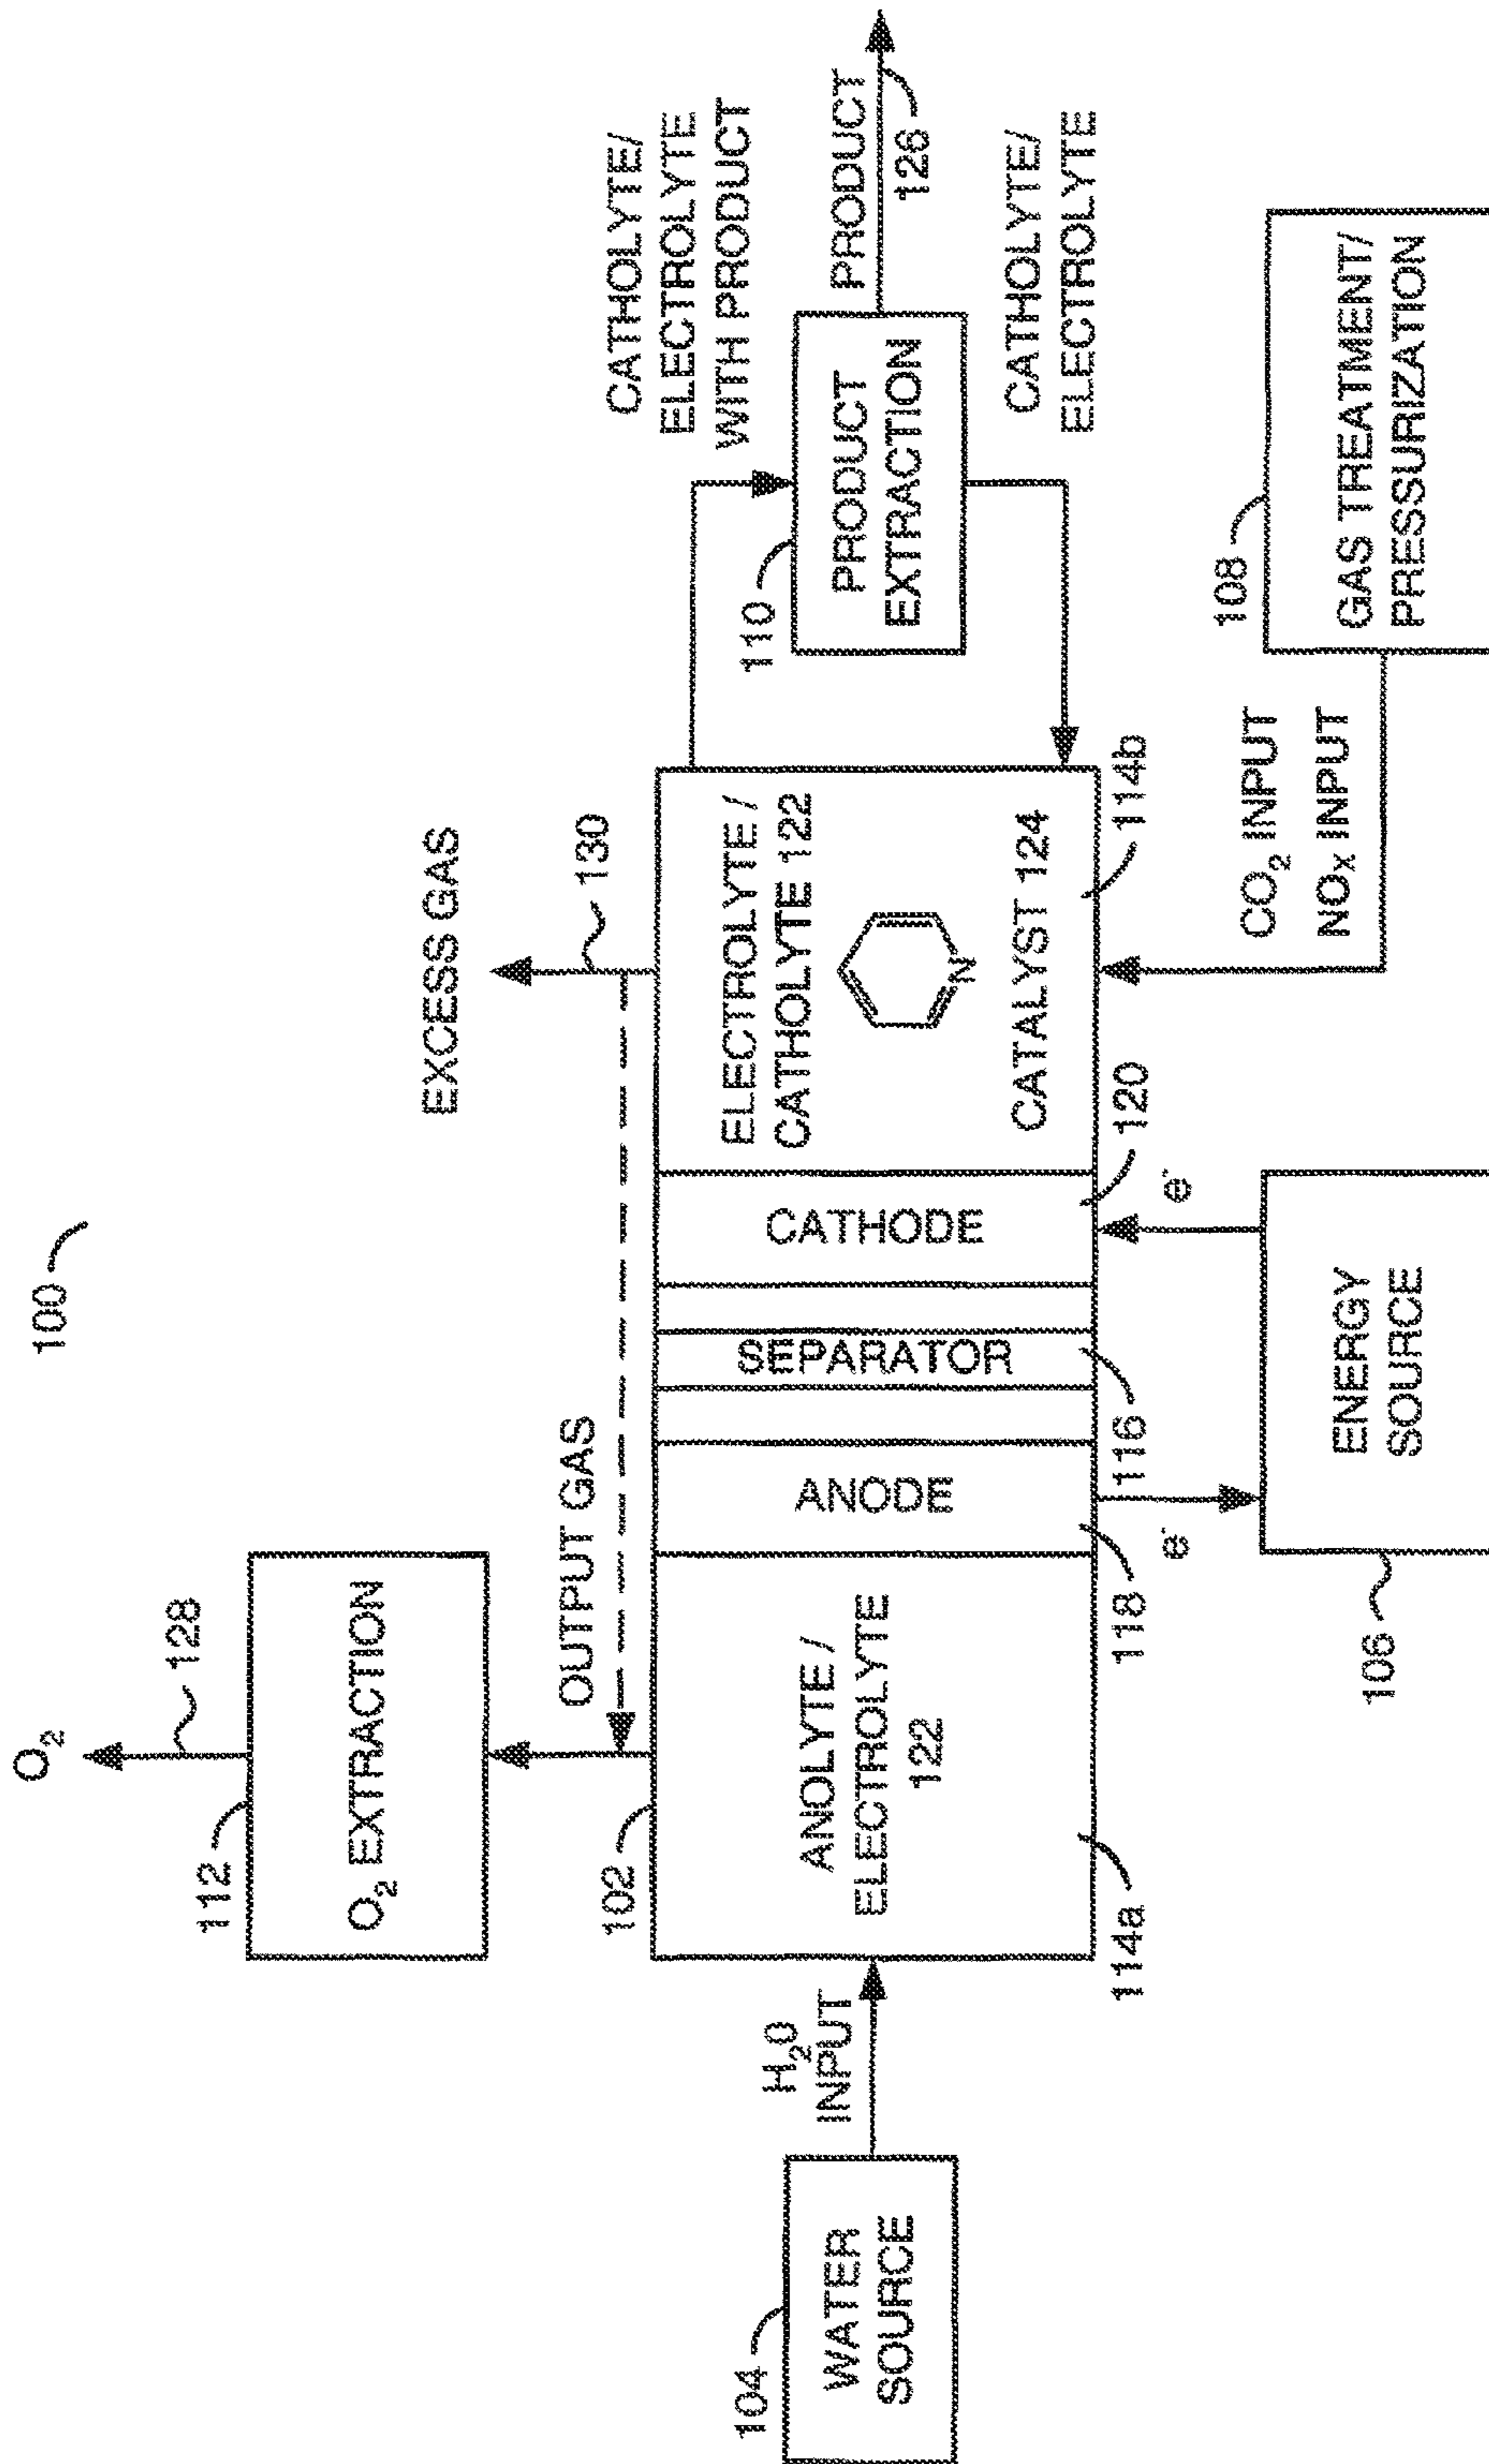 100
O₂
128
112
O₂ EXTRACTION
EXCESS GAS
130
OUTPUT GAS
102
CATHOLYTE/
ELECTROLYTE
WITH PRODUCT
110
PRODUCT
EXTRACTION
PRODUCT
126
CATHOLYTE/
ELECTROLYTE
104
WATER
SOURCE
H₂0
INPUT
ANOLYTE /
ELECTROLYTE
122
ANODE
SEPARATOR
CATHODE
ELECTROLYTE /
CATHOLYTE 122
N
CATALYST 124
114a
118
116
120
114b
e⁻
e⁻
106
ENERGY
SOURCE
CO₂ INPUT
NOₓ INPUT
108
GAS TREATMENT/
PRESSURIZATION